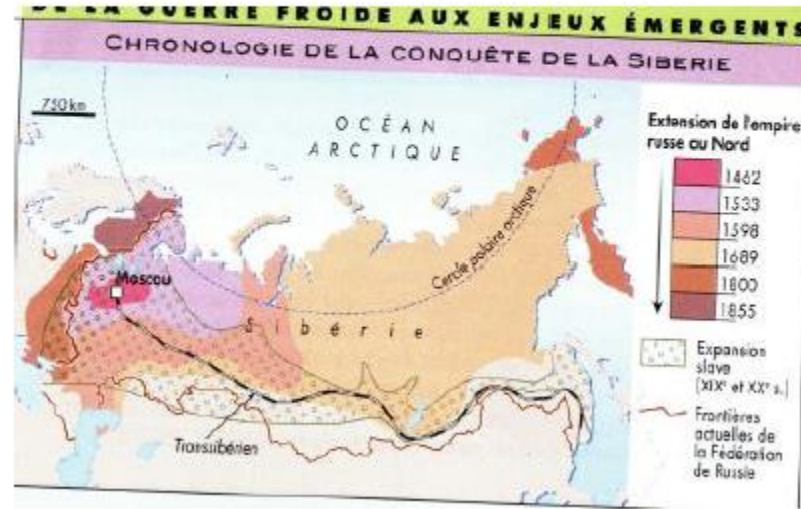 DE LA GUERRE FROIDE AUX ENJEUX ÉMERGENTS
CHRONOLOGIE DE LA CONQUÊTE DE LA SIBERIE
750 km
OCÉAN
ARCTIQUE
Cercle polaire arctique
Moscou
Sibérie
Transsibérien
Extension de l'empire
russe au Nord
1462
1533
1598
1689
1800
1855
Expansion
slave
(XIXe et XXe s.)
Frontières
actuelles de
la Fédération
de Russie